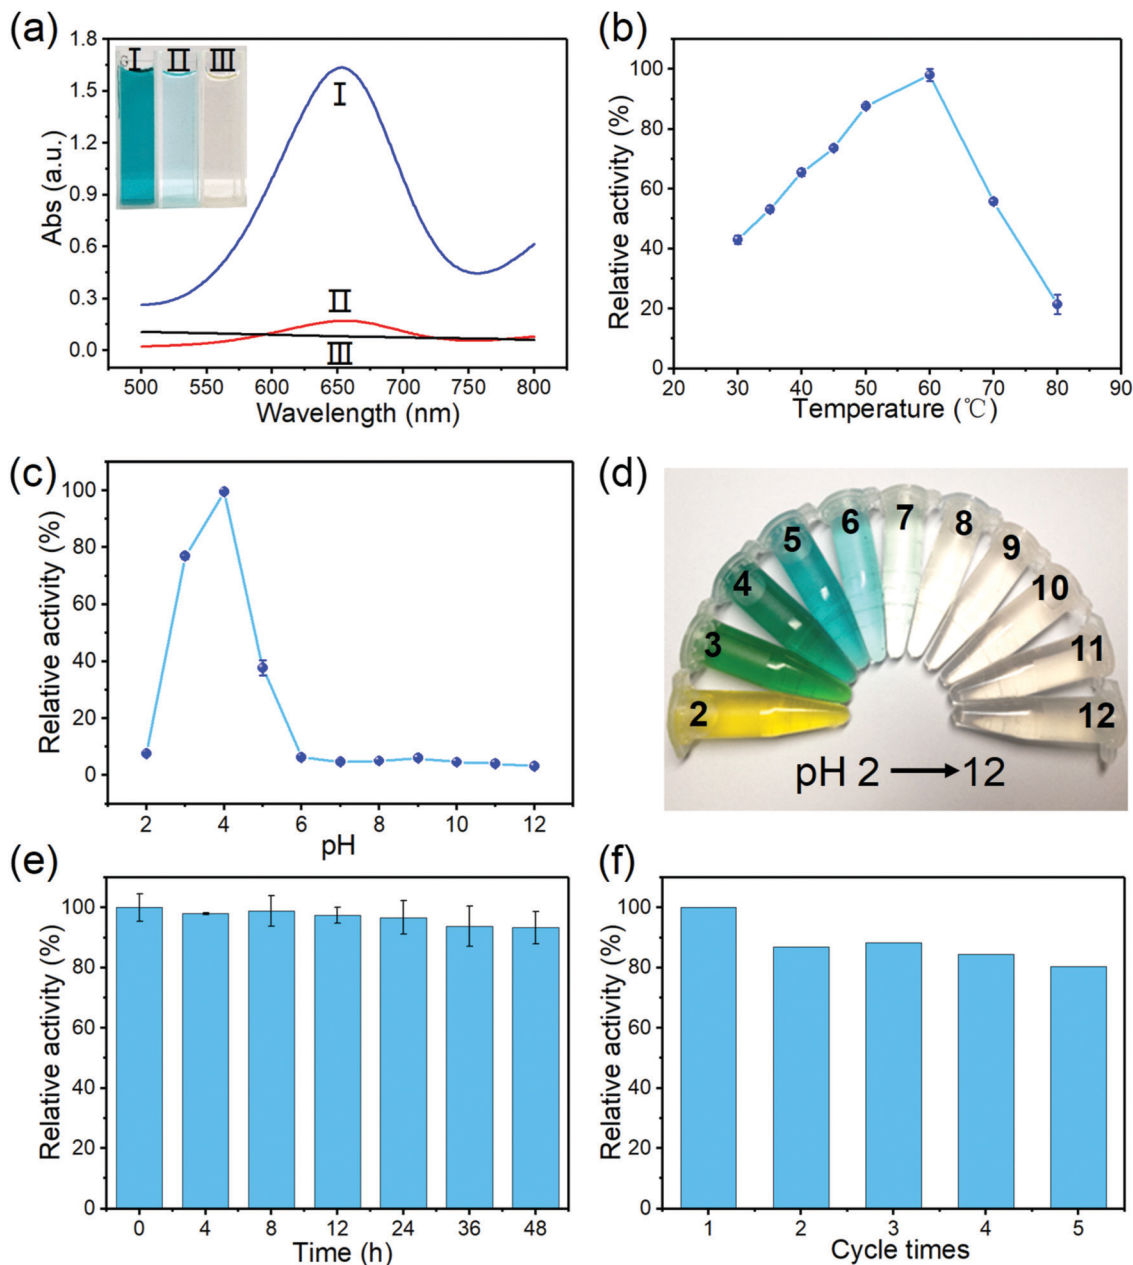 (a)
1.8
1.5
1.2
0.9
0.6
0.3
0.0
Abs (a.u.)
I II III
I
II
III
500 550 600 650 700 750 800
Wavelength (nm)
(b)
100
80
60
40
20
0
Relative activity (%)
20 30 40 50 60 70 80 90
Temperature (℃)
(c)
100
80
60
40
20
0
Relative activity (%)
2 4 6 8 10 12
pH
(d)
2
3
4
5
6
7
8
9
10
11
12
pH 2 → 12
(e)
100
80
60
40
20
0
Relative activity (%)
0 4 8 12 24 36 48
Time (h)
(f)
100
80
60
40
20
0
Relative activity (%)
1 2 3 4 5
Cycle times